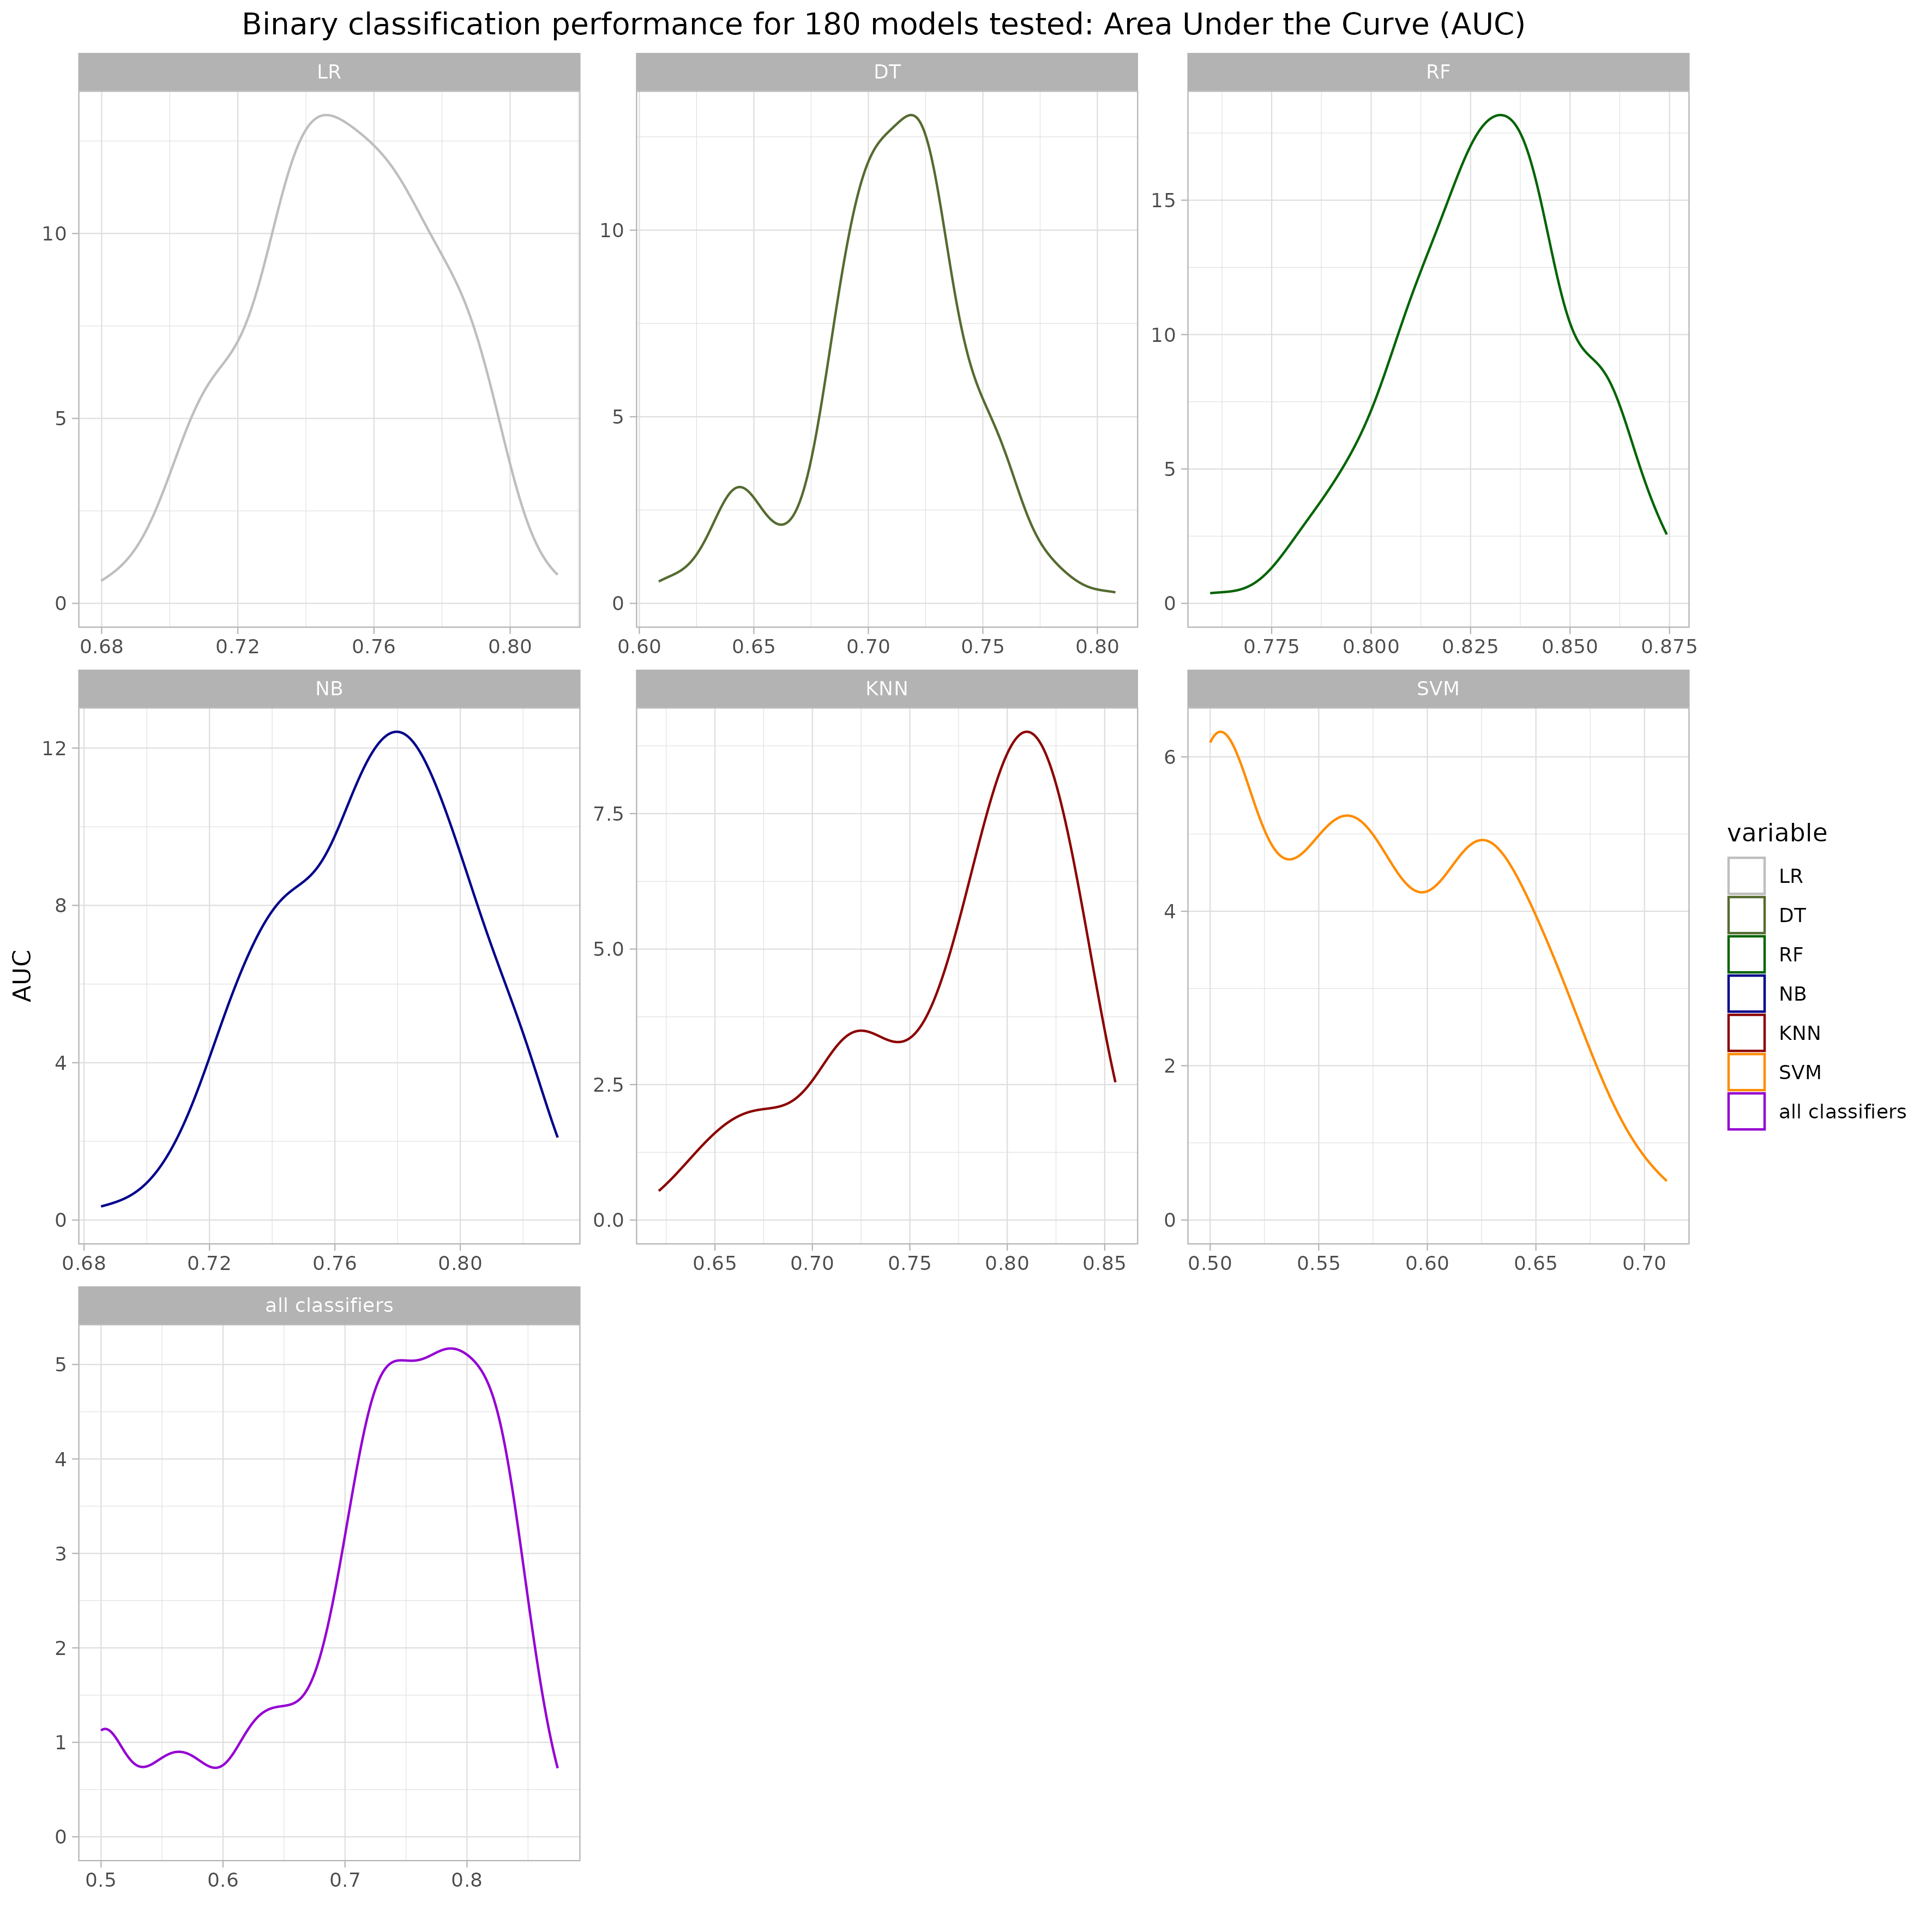 Binary classification performance for 180 models tested: Area Under the Curve (AUC)
LR
DT
RF
10
5
0
0.68 0.72 0.76 0.80
10
5
0
0.60 0.65 0.70 0.75 0.80
15
10
5
0
0.775 0.800 0.825 0.850 0.875
NB
KNN
SVM
12
8
4
0
0.68 0.72 0.76 0.80
7.5
5.0
2.5
0.0
0.65 0.70 0.75 0.80 0.85
6
4
2
0
0.50 0.55 0.60 0.65 0.70
AUC
variable
LR
DT
RF
NB
KNN
SVM
all classifiers
all classifiers
5
4
3
2
1
0
0.5 0.6 0.7 0.8